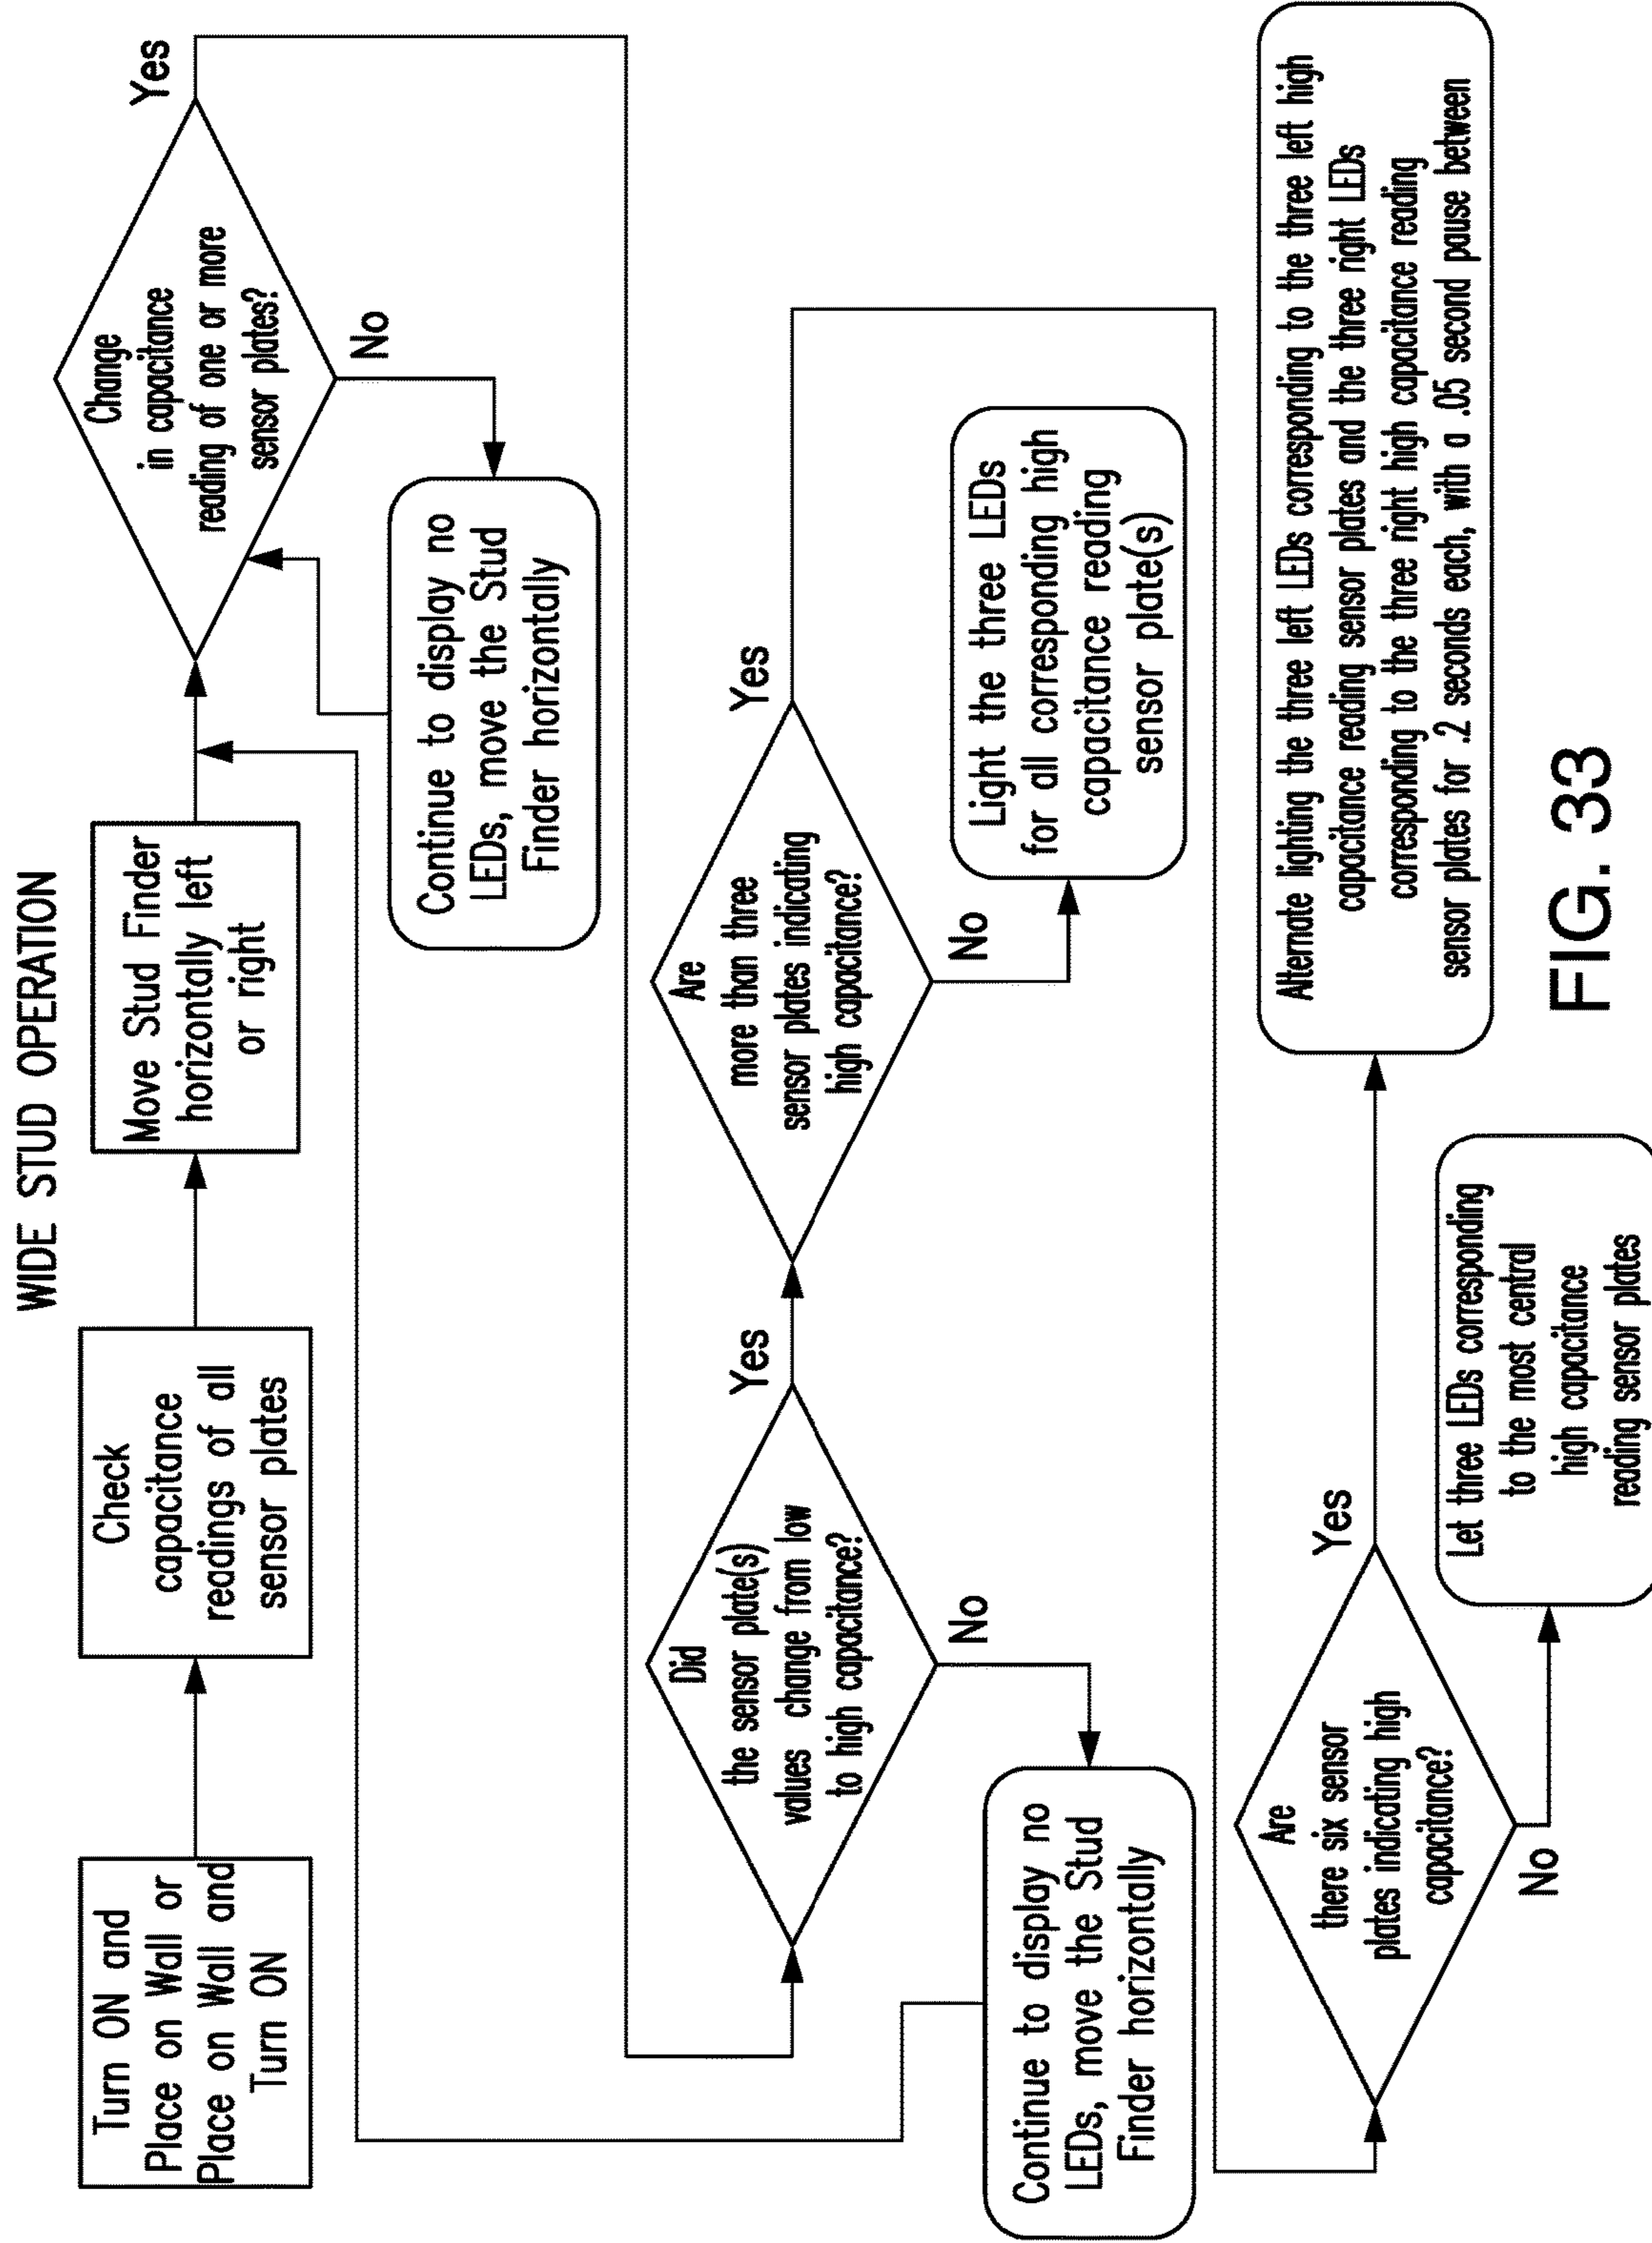 WIDE STUD OPERATION
Turn ON and
Place on Wall or
Place on Wall and
Turn ON
Check
capacitance
readings of all
sensor plates
Move Stud Finder
horizontally left
or right
Change
in capacitance
reading of one or more
sensor plates?
Yes
No
Continue to display no
LEDs, move the Stud
Finder horizontally
Did
the sensor plate(s)
values change from low
to high capacitance?
Yes
No
Continue to display no
LEDs, move the Stud
Finder horizontally
Are
more than three
sensor plates indicating
high capacitance?
Yes
No
Light the three LEDs
for all corresponding high
capacitance reading
sensor plate(s)
Are
there six sensor
plates indicating high
capacitance?
Yes
No
Let three LEDs corresponding
to the most central
high capacitance
reading sensor plates
Alternate lighting the three left LEDs corresponding to the three left high
capacitance reading sensor plates and the three right LEDs
corresponding to the three right high capacitance reading
sensor plates for .2 seconds each, with a .05 second pause between
FIG. 33